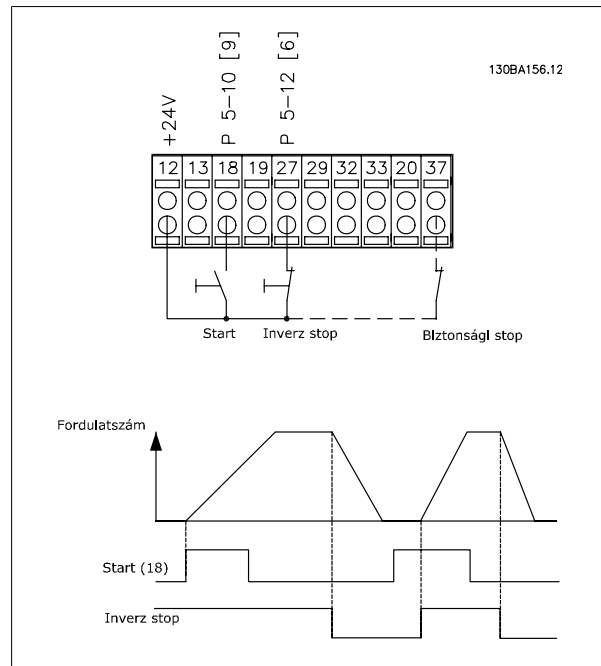 130BA156.12
+24V
P 5-10 [9]
P 5-12 [6]
12 13 18 19 27 29 32 33 20 37
Start Inverz stop Biztonsági stop
Fordulatszám
Start (18)
Inverz stop